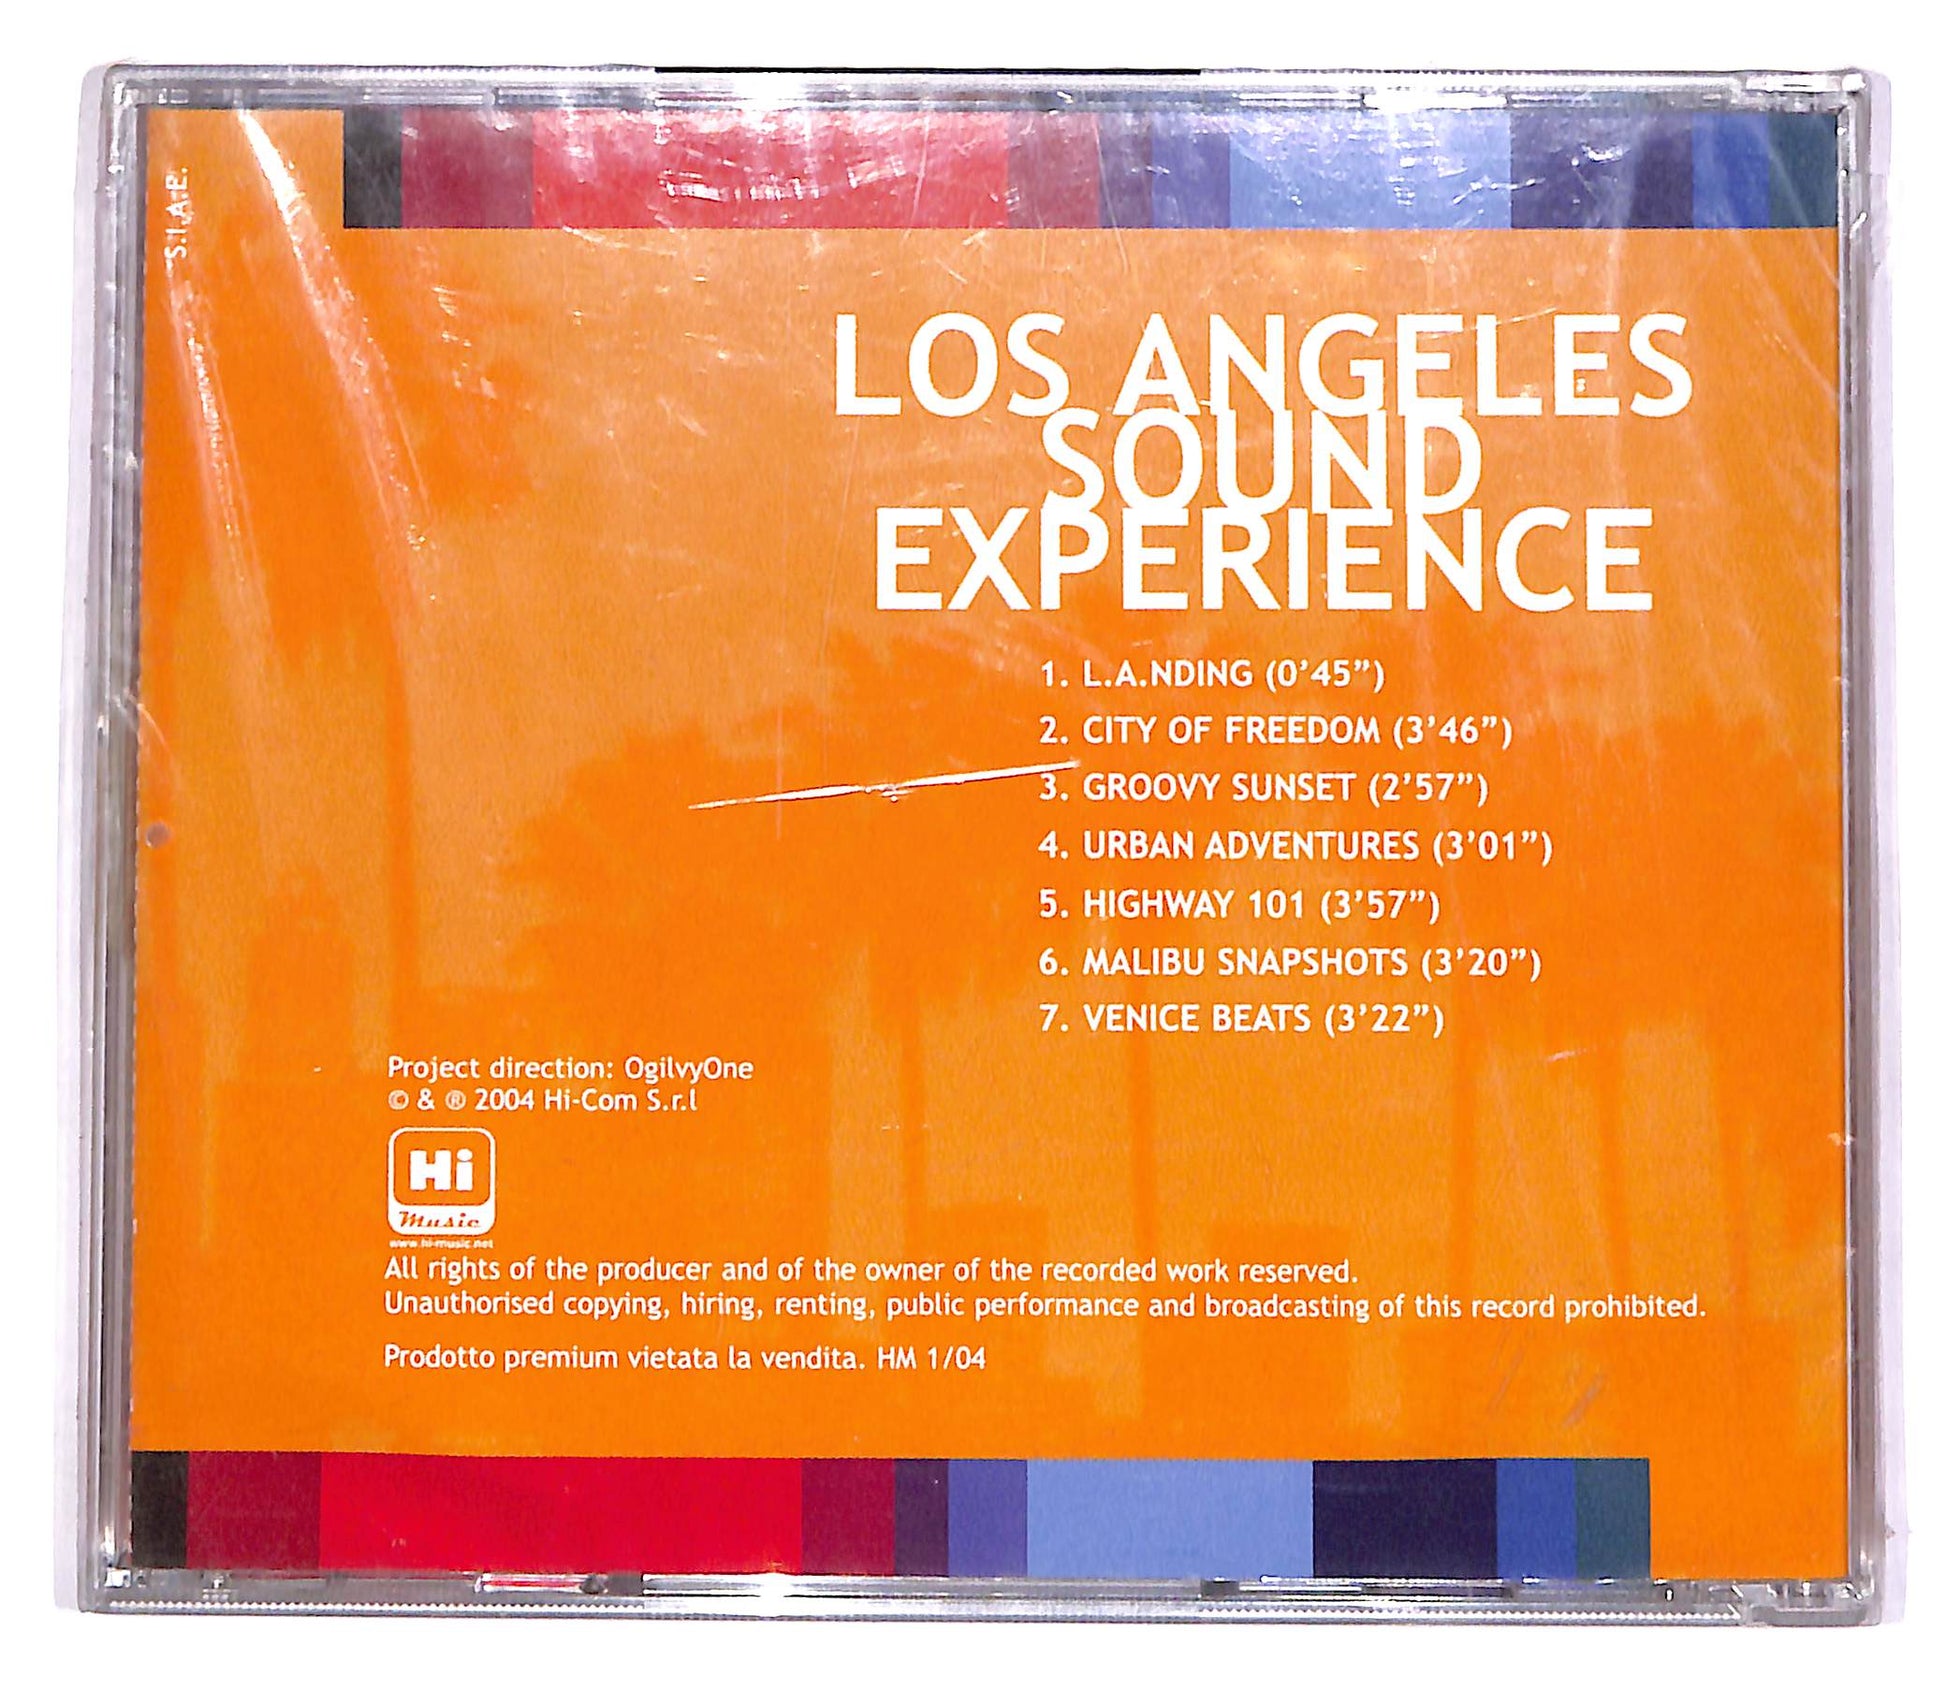 S.I.A.E.
LOS ANGELES
SOUND
EXPERIENCE
1. L.A.NDING (0’45”)
2. CITY OF FREEDOM (3’46”)
3. GROOVY SUNSET (2’57”)
4. URBAN ADVENTURES (3’01”)
5. HIGHWAY 101 (3’57”)
6. MALIBU SNAPSHOTS (3’20”)
7. VENICE BEATS (3’22”)
Project direction: OgilvyOne
© & ® 2004 Hi-Com S.r.l
Hi
Music
www.hi-music.net
All rights of the producer and of the owner of the recorded work reserved.
Unauthorised copying, hiring, renting, public performance and broadcasting of this record prohibited.
Prodotto premium vietata la vendita. HM 1/04